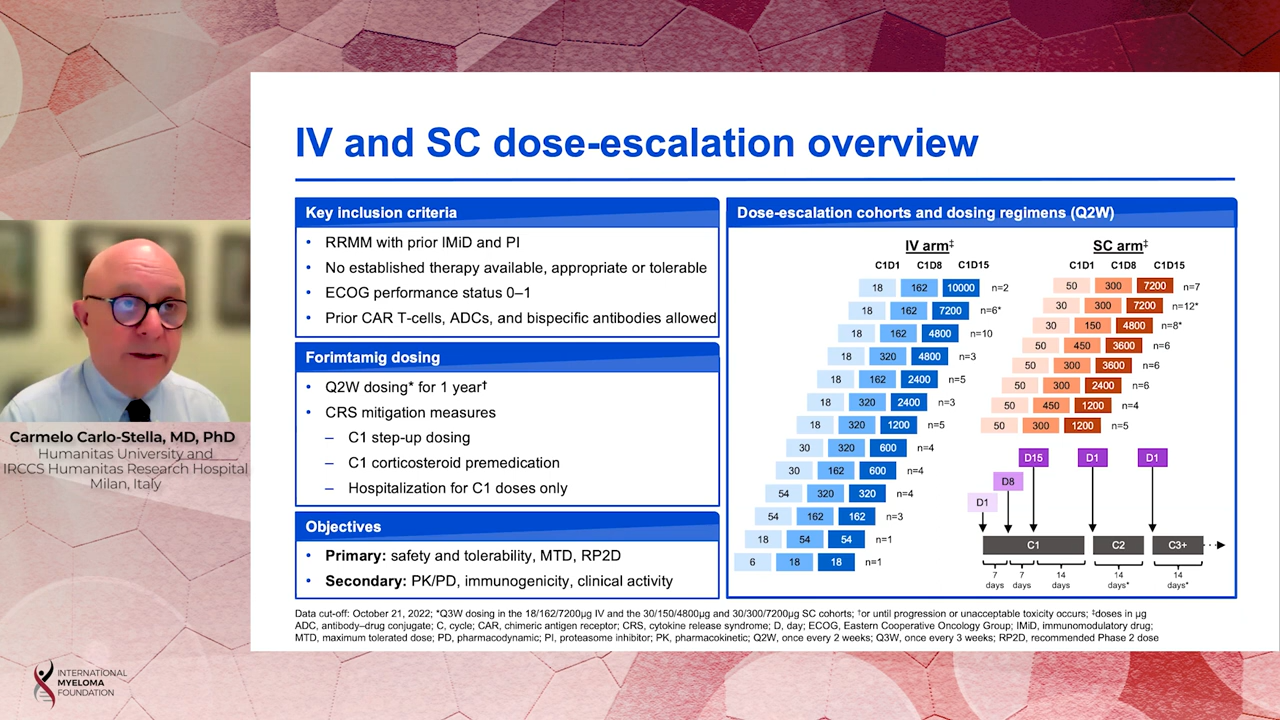 IV and SC dose-escalation overview
Key inclusion criteria
• RRMM with prior IMiD and PI
• No established therapy available, appropriate or tolerable
• ECOG performance status 0–1
• Prior CAR T-cells, ADCs, and bispecific antibodies allowed
Forimtamig dosing
• Q2W dosing* for 1 year†
• CRS mitigation measures
– C1 step-up dosing
– C1 corticosteroid premedication
– Hospitalization for C1 doses only
Objectives
• Primary: safety and tolerability, MTD, RP2D
• Secondary: PK/PD, immunogenicity, clinical activity
Dose-escalation cohorts and dosing regimens (Q2W)
IV arm‡
C1D1 C1D8 C1D15
18 162 10000 n=2
18 162 7200 n=6*
18 162 4800 n=10
18 320 4800 n=3
18 162 2400 n=5
18 320 2400 n=3
18 320 1200 n=5
30 320 600 n=4
30 162 600 n=4
54 320 320 n=4
54 162 162 n=3
18 54 54 n=1
6 18 18 n=1
SC arm‡
C1D1 C1D8 C1D15
50 300 7200 n=7
30 300 7200 n=12*
30 150 4800 n=8*
50 450 3600 n=6
50 300 3600 n=6
50 300 2400 n=6
50 450 1200 n=4
50 300 1200 n=5
D1 D8 D15 D1 D1
C1 C2 C3+
7 days 7 days 14 days 14 days* 14 days*
Data cut-off: October 21, 2022; *Q3W dosing in the 18/162/7200µg IV and the 30/150/4800µg and 30/300/7200µg SC cohorts; †or until progression or unacceptable toxicity occurs; ‡doses in µg
ADC, antibody–drug conjugate; C, cycle; CAR, chimeric antigen receptor; CRS, cytokine release syndrome; D, day; ECOG, Eastern Cooperative Oncology Group; IMiD, immunomodulatory drug;
MTD, maximum tolerated dose; PD, pharmacodynamic; PI, proteasome inhibitor; PK, pharmacokinetic; Q2W, once every 2 weeks; Q3W, once every 3 weeks; RP2D, recommended Phase 2 dose
Carmelo Carlo-Stella, MD, PhD
Humanitas University and
IRCCS Humanitas Research Hospital
Milan, Italy
INTERNATIONAL
MYELOMA
FOUNDATION